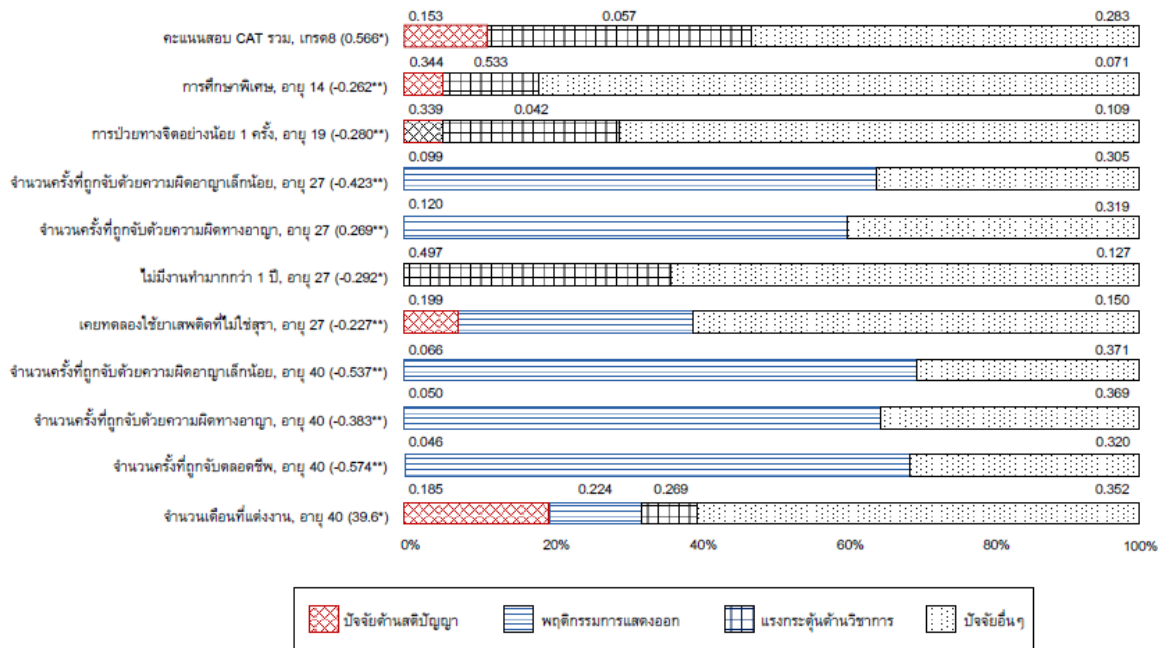 0.153 0.057 0.283
คะแนนสอบ CAT รวม, เกรด8 (0.566*)
0.344 0.533 0.071
การศึกษาพิเศษ, อายุ 14 (-0.262**)
0.339 0.042 0.109
การป่วยทางจิตอย่างน้อย 1 ครั้ง, อายุ 19 (-0.280**)
0.099 0.305
จำนวนครั้งที่ถูกจับด้วยความผิดอาญาเล็กน้อย, อายุ 27 (-0.423**)
0.120 0.319
จำนวนครั้งที่ถูกจับด้วยความผิดทางอาญา, อายุ 27 (0.269**)
0.497 0.127
ไม่มีงานทำมากกว่า 1 ปี, อายุ 27 (-0.292*)
0.199 0.150
เคยทดลองใช้ยาเสพติดที่ไม่ใช่สุรา, อายุ 27 (-0.227**)
0.066 0.371
จำนวนครั้งที่ถูกจับด้วยความผิดอาญาเล็กน้อย, อายุ 40 (-0.537**)
0.050 0.369
จำนวนครั้งที่ถูกจับด้วยความผิดทางอาญา, อายุ 40 (-0.383**)
0.046 0.320
จำนวนครั้งที่ถูกจับตลอดชีพ, อายุ 40 (-0.574**)
0.185 0.224 0.269 0.352
จำนวนเดือนที่แต่งงาน, อายุ 40 (39.6*)
0% 20% 40% 60% 80% 100%
ปัจจัยด้านสติปัญญา พฤติกรรมการแสดงออก แรงกระตุ้นด้านวิชาการ ปัจจัยอื่นๆ